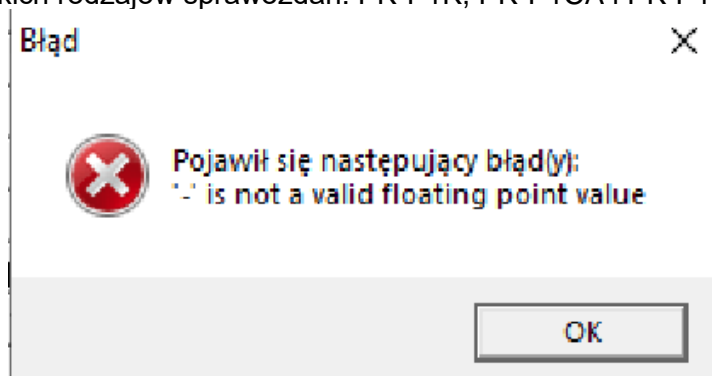 Błąd
Pojawił się następujący błąd(y):
'-' is not a valid floating point value
OK